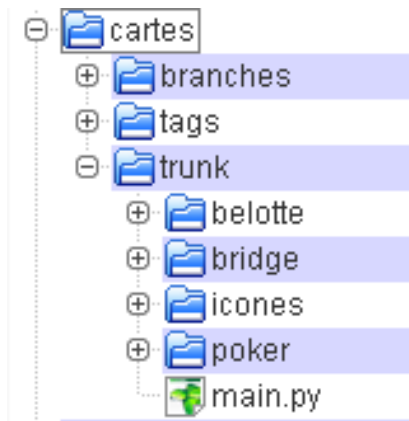 cartes
branches
tags
trunk
belotte
bridge
icones
poker
main.py